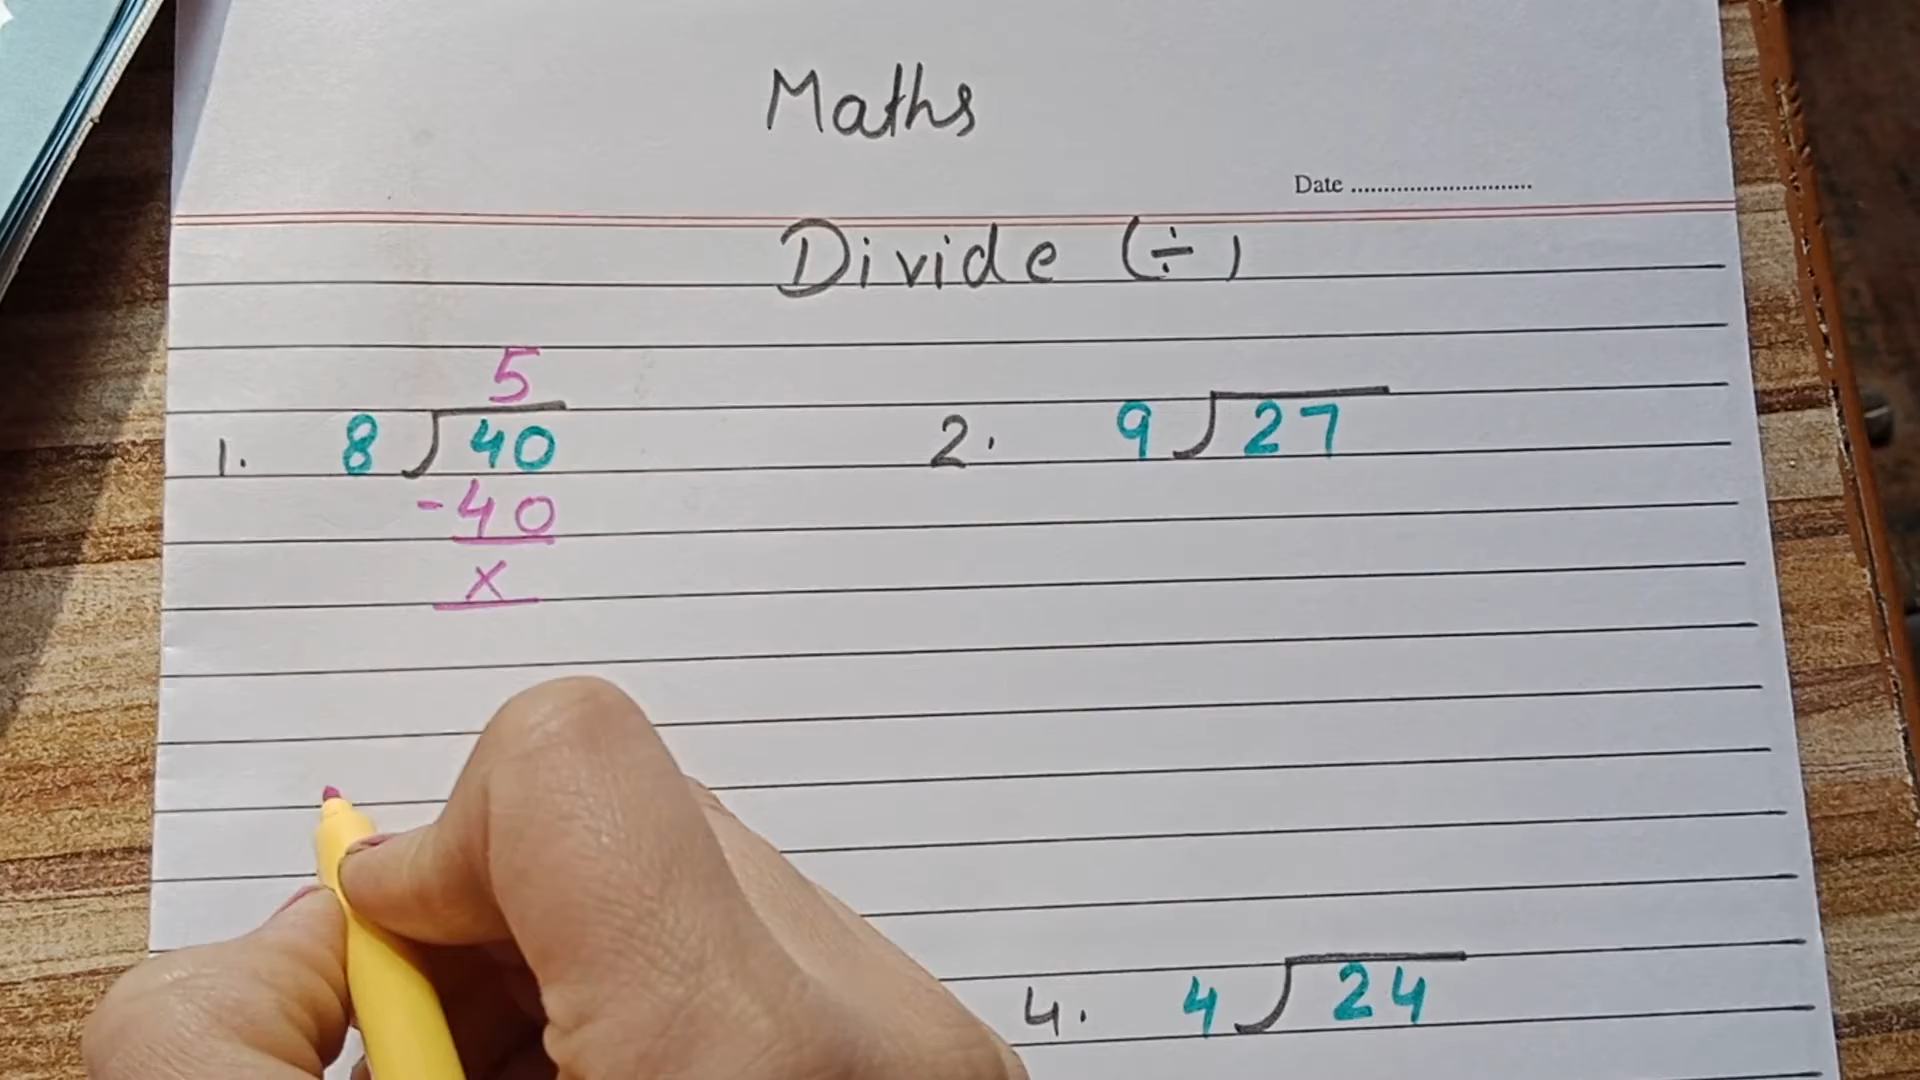 Maths
Date ............................
Divide (÷)
5
1. 8 40
-40
x
2. 9 27
4. 4 24